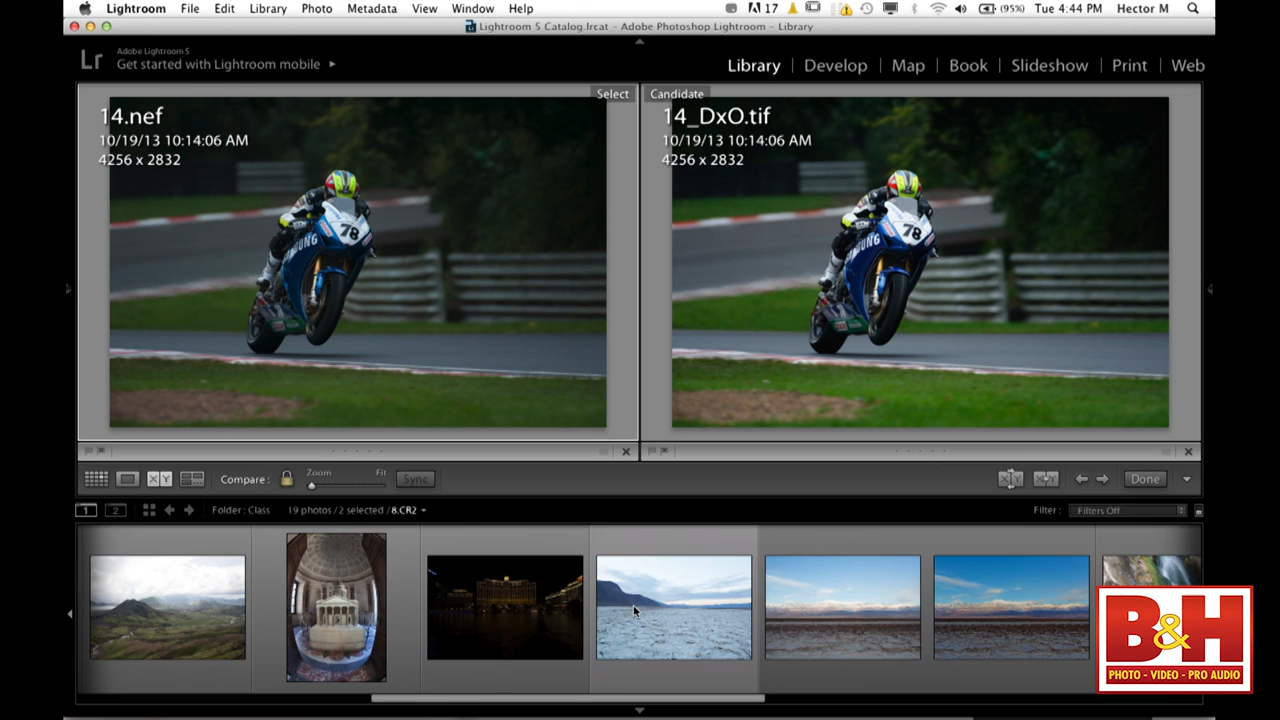 Lightroom File Edit Library Photo Metadata View Window Help 17 (95%) Tue 4:44 PM Hector M
Lightroom 5 Catalog.lrcat - Adobe Photoshop Lightroom - Library
Lr
Adobe Lightroom 5
Get started with Lightroom mobile
Library | Develop | Map | Book | Slideshow | Print | Web
Select
14.nef
10/19/13 10:14:06 AM
4256 x 2832
78
Candidate
14_DxO.tif
10/19/13 10:14:06 AM
4256 x 2832
78
X Y
Compare :
Zoom
Fit
Sync
Done
1
2
Folder : Class
19 photos / 2 selected / 8.CR2
Filter :
Filters Off
B&H
PHOTO - VIDEO - PRO AUDIO